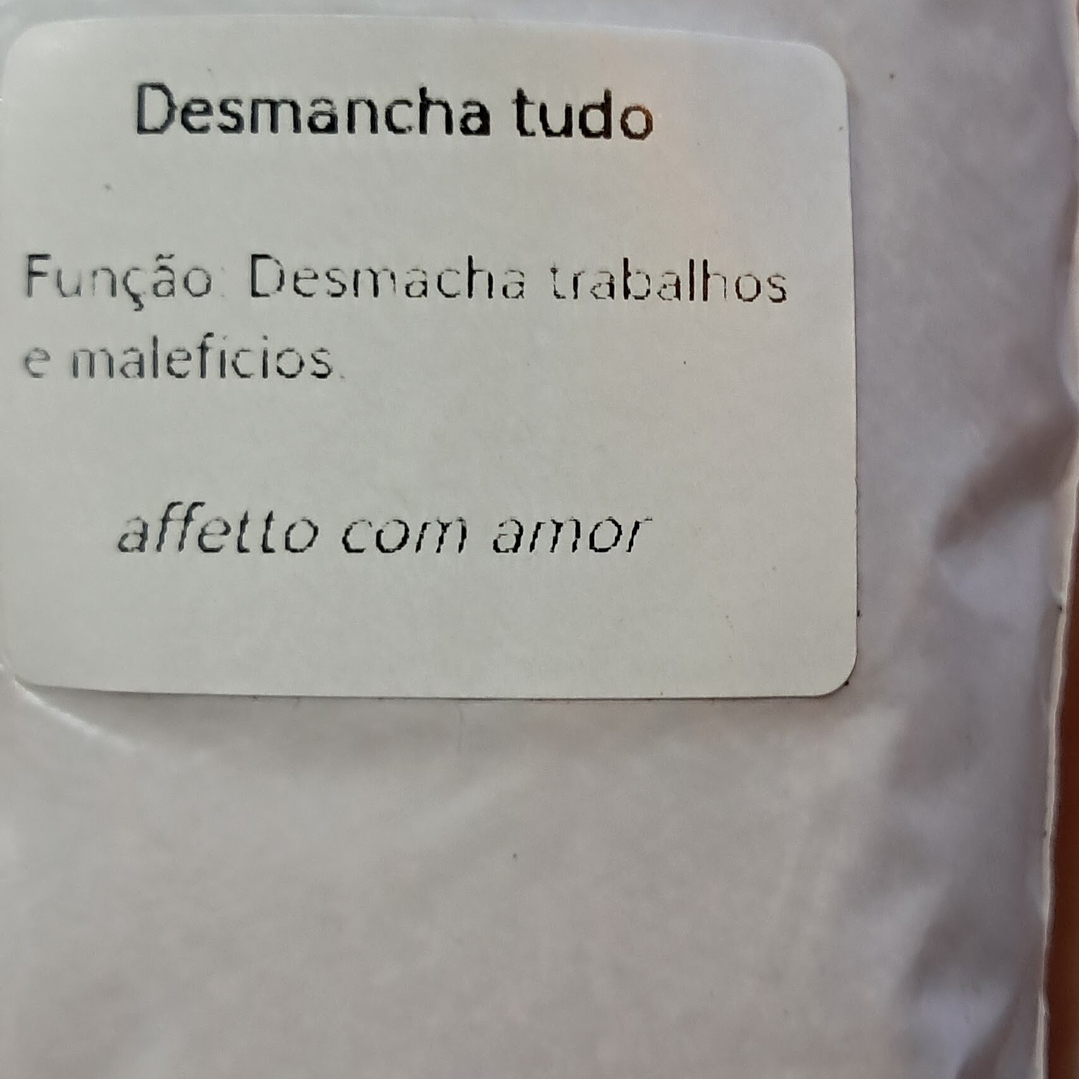 Desmancha tudo
Função: Desmacha trabalhos
e malefícios.
affetto com amor